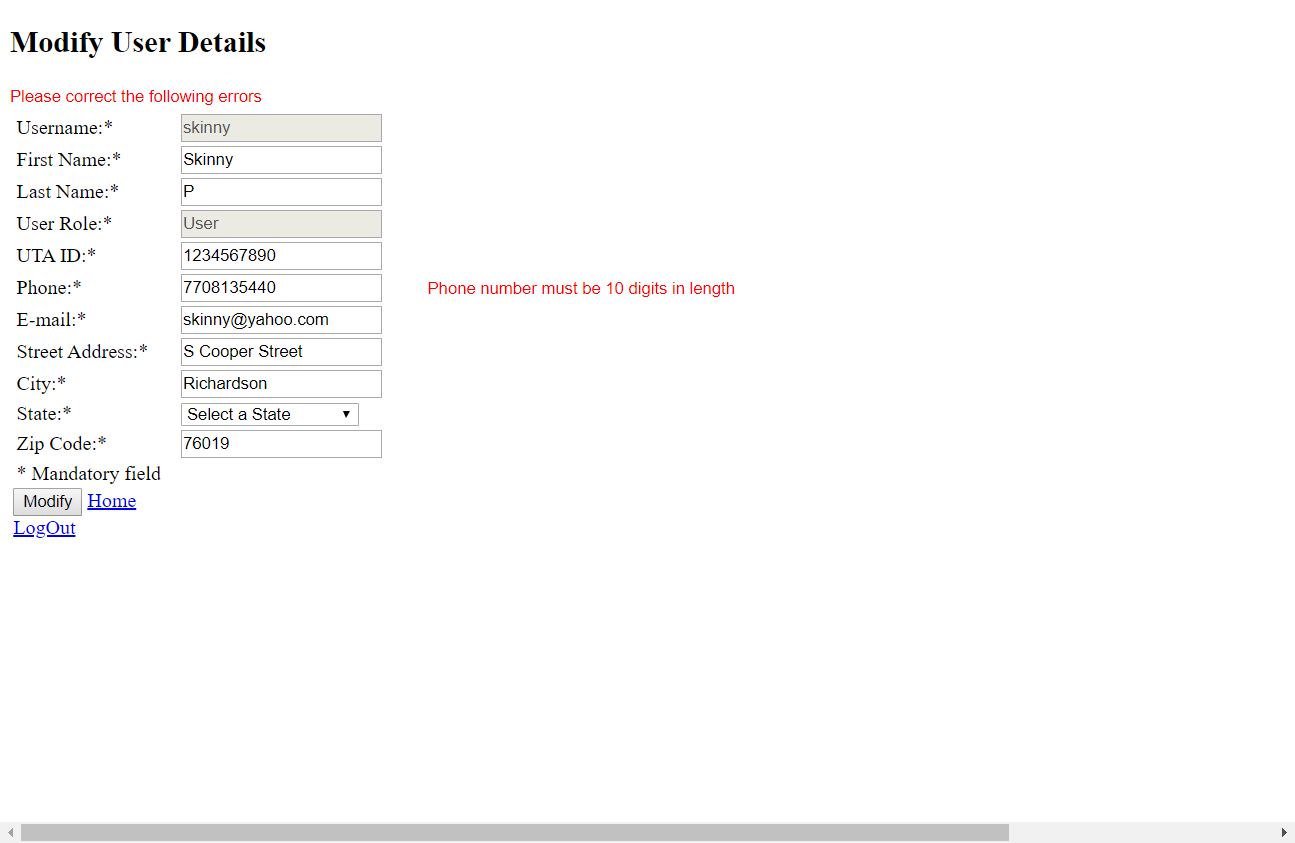 Modify User Details
Please correct the following errors
Username:* skinny
First Name:* Skinny
Last Name:* P
User Role:* User
UTA ID:* 1234567890
Phone:* 7708135440 Phone number must be 10 digits in length
E-mail:* skinny@yahoo.com
Street Address:* S Cooper Street
City:* Richardson
State:* Select a State
Zip Code:* 76019
* Mandatory field
Modify Home
LogOut